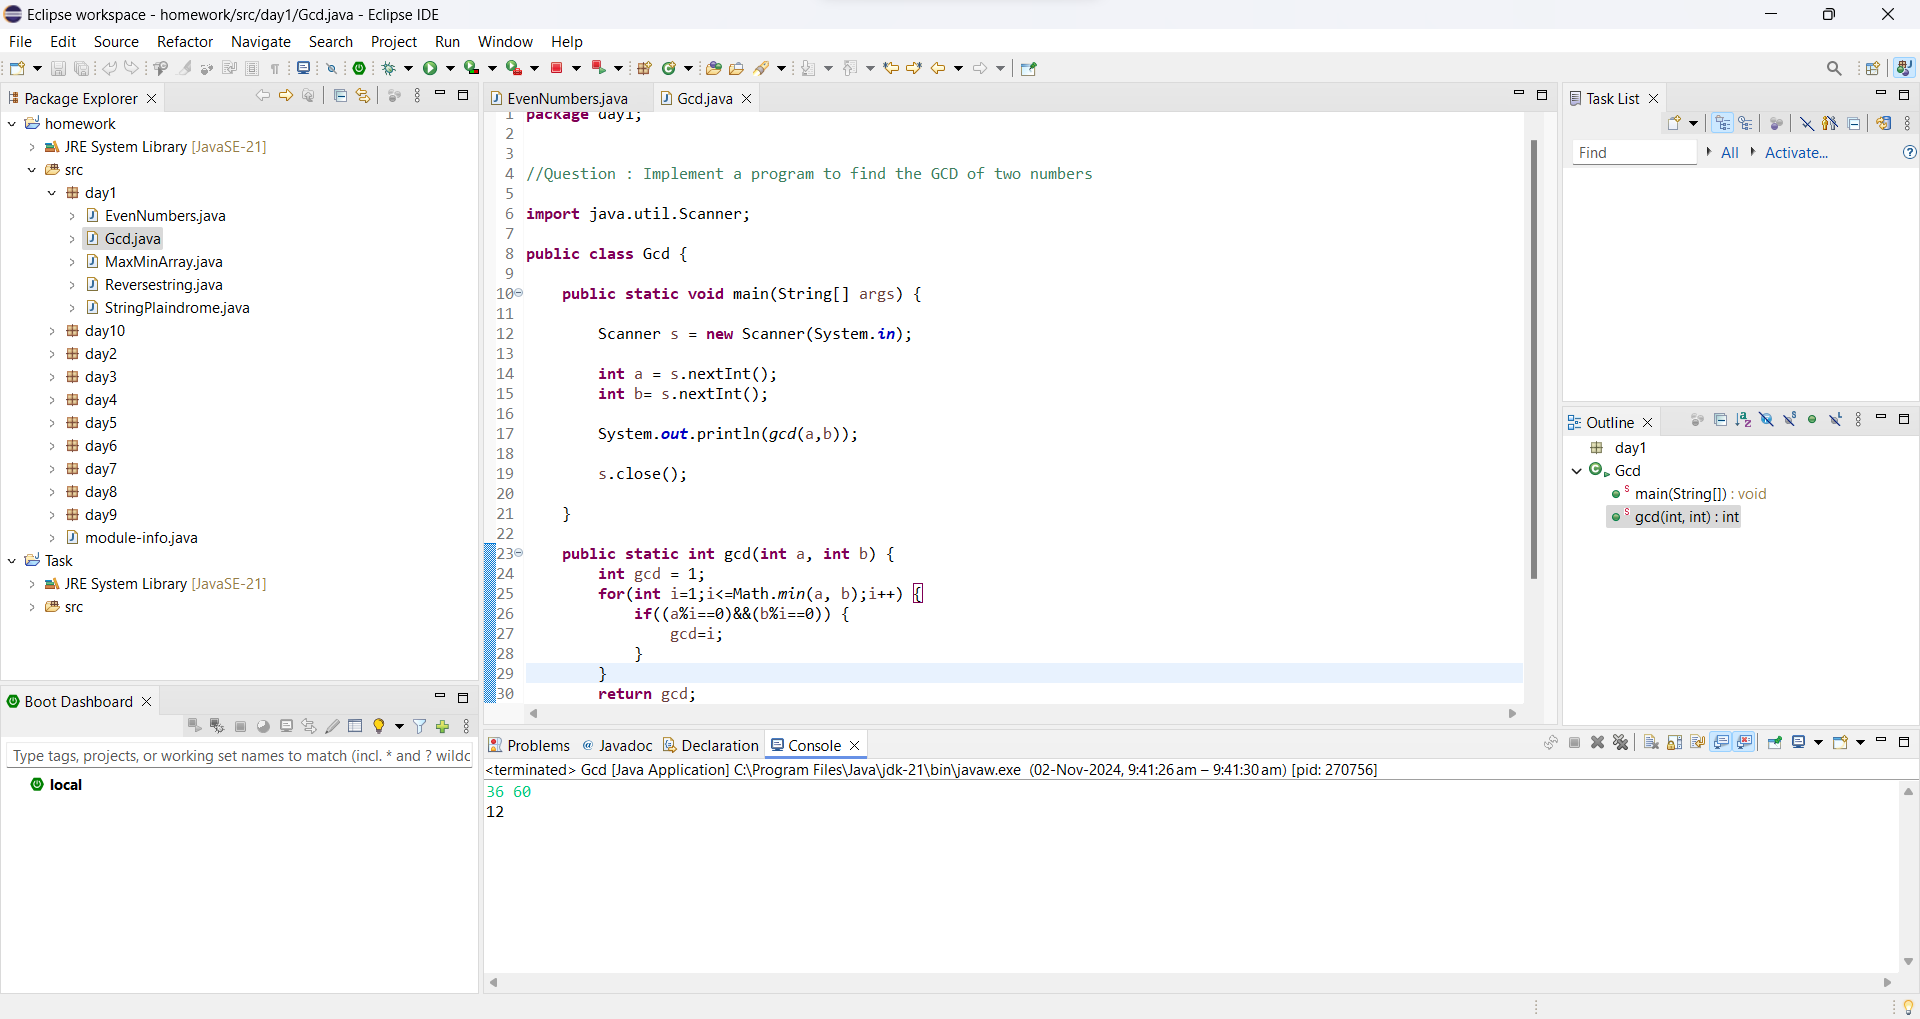 Eclipse workspace - homework/src/day1/Gcd.java - Eclipse IDE
File Edit Source Refactor Navigate Search Project Run Window Help
Package Explorer
homework
JRE System Library [JavaSE-21]
src
day1
EvenNumbers.java
Gcd.java
MaxMinArray.java
Reversestring.java
StringPlaindrome.java
day10
day2
day3
day4
day5
day6
day7
day8
day9
module-info.java
Task
JRE System Library [JavaSE-21]
src
Boot Dashboard
Type tags, projects, or working set names to match (incl. * and ? wildc
local
EvenNumbers.java
Gcd.java
1 package day1;
2
3
4 //Question : Implement a program to find the GCD of two numbers
5
6 import java.util.Scanner;
7
8 public class Gcd {
9
10 public static void main(String[] args) {
11
12 Scanner s = new Scanner(System.in);
13
14 int a = s.nextInt();
15 int b= s.nextInt();
16
17 System.out.println(gcd(a,b));
18
19 s.close();
20
21 }
22
23 public static int gcd(int a, int b) {
24 int gcd = 1;
25 for(int i=1;i<=Math.min(a, b);i++) {
26 if((a%i==0)&&(b%i==0)) {
27 gcd=i;
28 }
29 }
30 return gcd;
Problems @ Javadoc Declaration Console
<terminated> Gcd [Java Application] C:\Program Files\Java\jdk-21\bin\javaw.exe (02-Nov-2024, 9:41:26 am – 9:41:30 am) [pid: 270756]
36 60
12
Task List
Find All Activate...
Outline
day1
Gcd
main(String[]) : void
gcd(int, int) : int